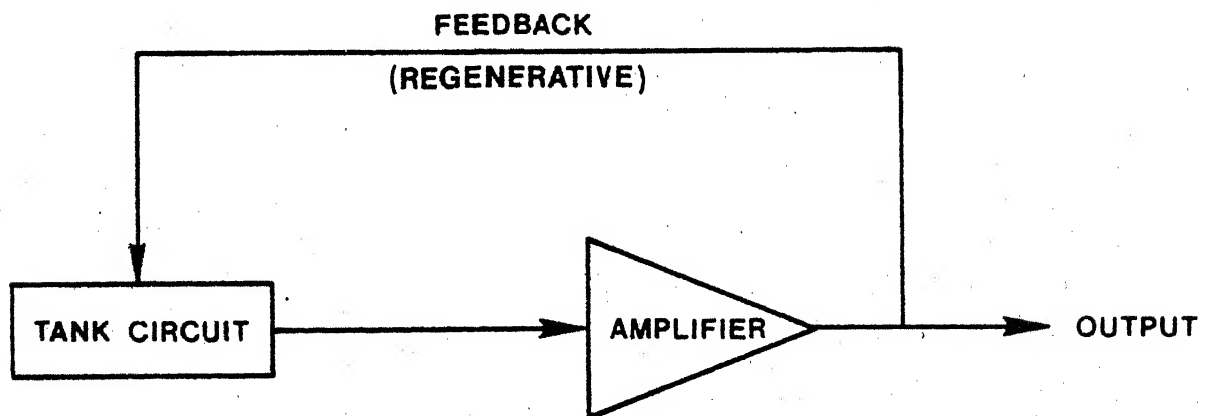 FEEDBACK
(REGENERATIVE)
TANK CIRCUIT
AMPLIFIER
OUTPUT